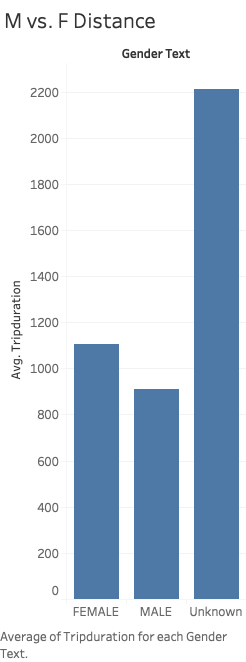 M vs. F Distance
Gender Text
2200
2000
1800
1600
1400
1200
1000
800
600
400
200
0
Avg. Tripduration
FEMALE MALE Unknown
Average of Tripduration for each Gender
Text.